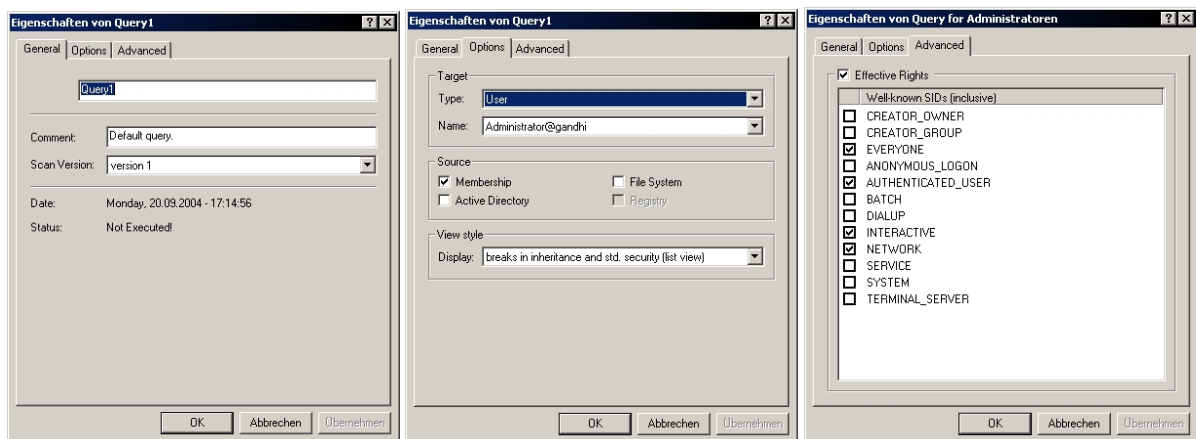 Eigenschaften von Query1
General Options Advanced
Query1
Comment: Default query.
Scan Version: version 1
Date: Monday, 20.09.2004 - 17:14:56
Status: Not Executed!
OK Abbrechen Übernehmen
Eigenschaften von Query1
General Options Advanced
Target
Type: User
Name: Administrator@gandhi
Source
Membership File System
Active Directory Registry
View style
Display: breaks in inheritance and std. security (list view)
OK Abbrechen Übernehmen
Eigenschaften von Query for Administratoren
General Options Advanced
Effective Rights
Well-known SIDs (inclusive)
CREATOR_OWNER
CREATOR_GROUP
EVERYONE
ANONYMOUS_LOGON
AUTHENTICATED_USER
BATCH
DIALUP
INTERACTIVE
NETWORK
SERVICE
SYSTEM
TERMINAL_SERVER
OK Abbrechen Übernehmen